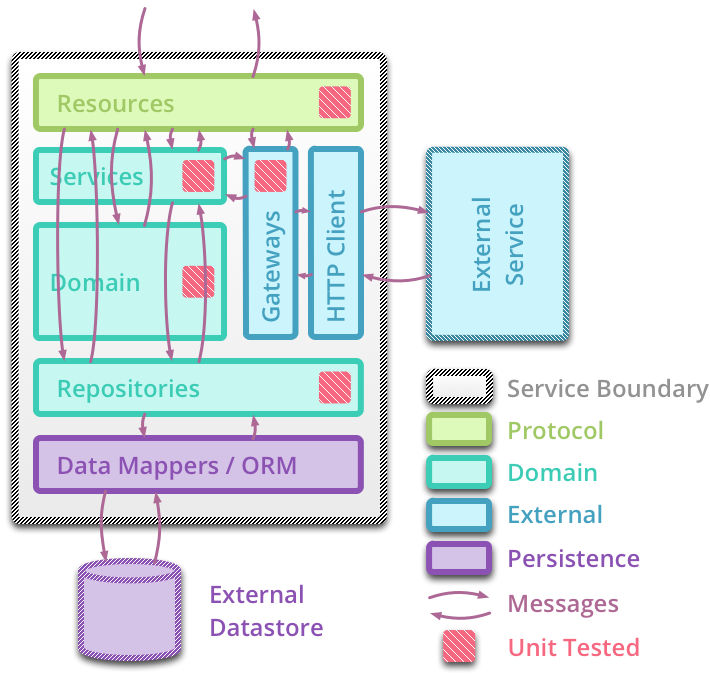 Resources
Services
Domain
Gateways
HTTP Client
External
Service
Repositories
Data Mappers / ORM
External
Datastore
Service Boundary
Protocol
Domain
External
Persistence
Messages
Unit Tested